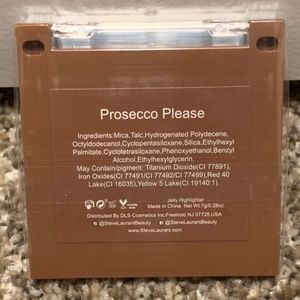 Prosecco Please
Ingredients:Mica,Talc,Hydrogenated Polydecene,
Octyldodecanol,Cyclopentasiloxane,Silica,Ethylhexyl
Palmitate,Cyclotetrasiloxane,Phenoxyethanol,Benzyl
Alcohol,Ethylhexylglycerin.
May Contain/pigment: Titanium Dioxide(CI 77891),
Iron Oxides(CI 77491/CI 77492/CI 77499),Red 40
Lake(CI 16035),Yellow 5 Lake(CI 19140:1).
Jelly Highlighter
Made in China Net Wt:7g/0.25oz
Distributed By DLS Cosmetics Inc.Freehold NJ 07728,USA
@SteveLaurantBeauty @SteveLaurantBeauty
www.SteveLaurant.com